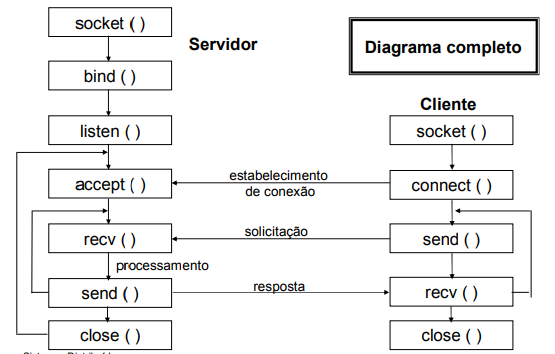 socket ( )
Servidor
Diagrama completo
bind ( )
Cliente
listen ( )
socket ( )
estabelecimento
de conexão
accept ( )
connect ( )
recv ( )
solicitação
send ( )
processamento
send ( )
resposta
recv ( )
close ( )
close ( )